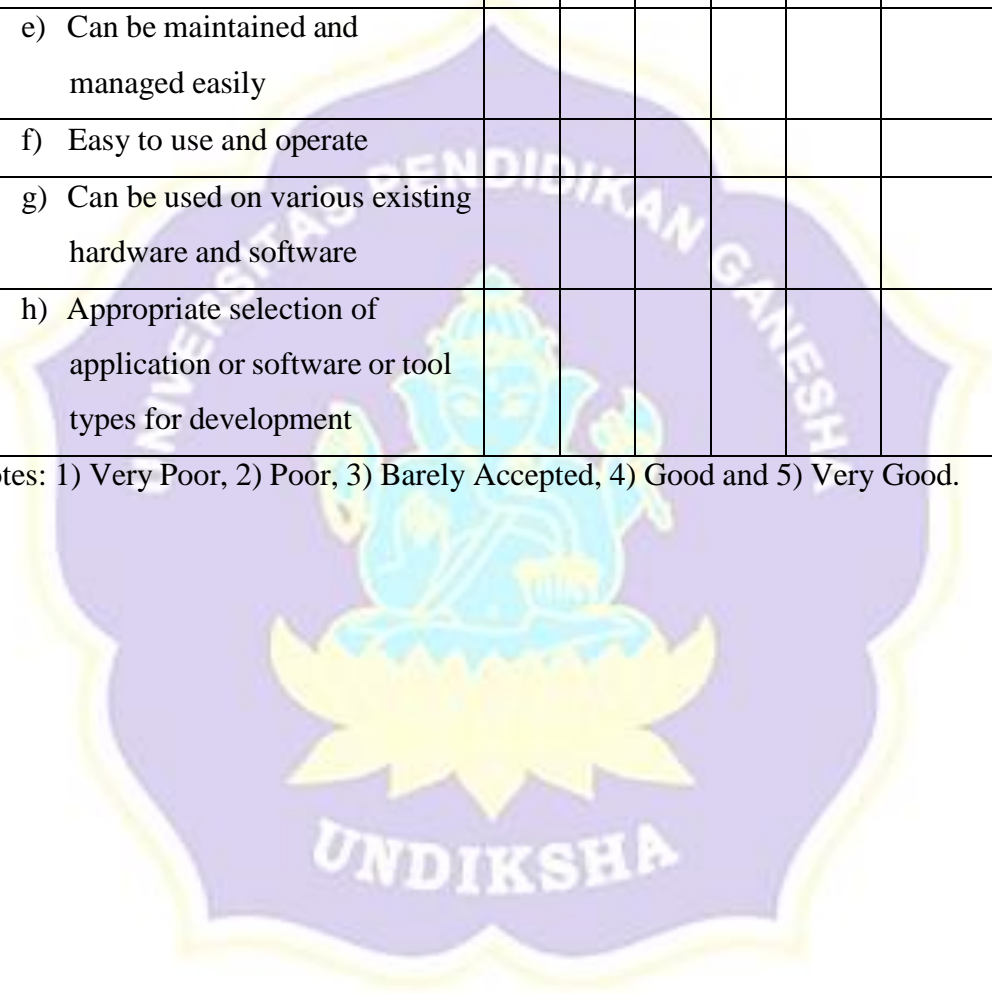 e) Can be maintained and
managed easily
f) Easy to use and operate
g) Can be used on various existing
hardware and software
h) Appropriate selection of
application or software or tool
types for development
otes: 1) Very Poor, 2) Poor, 3) Barely Accepted, 4) Good and 5) Very Good.
UNIVERSITAS PENDIDIKAN GANESHA
UNDIKSHA